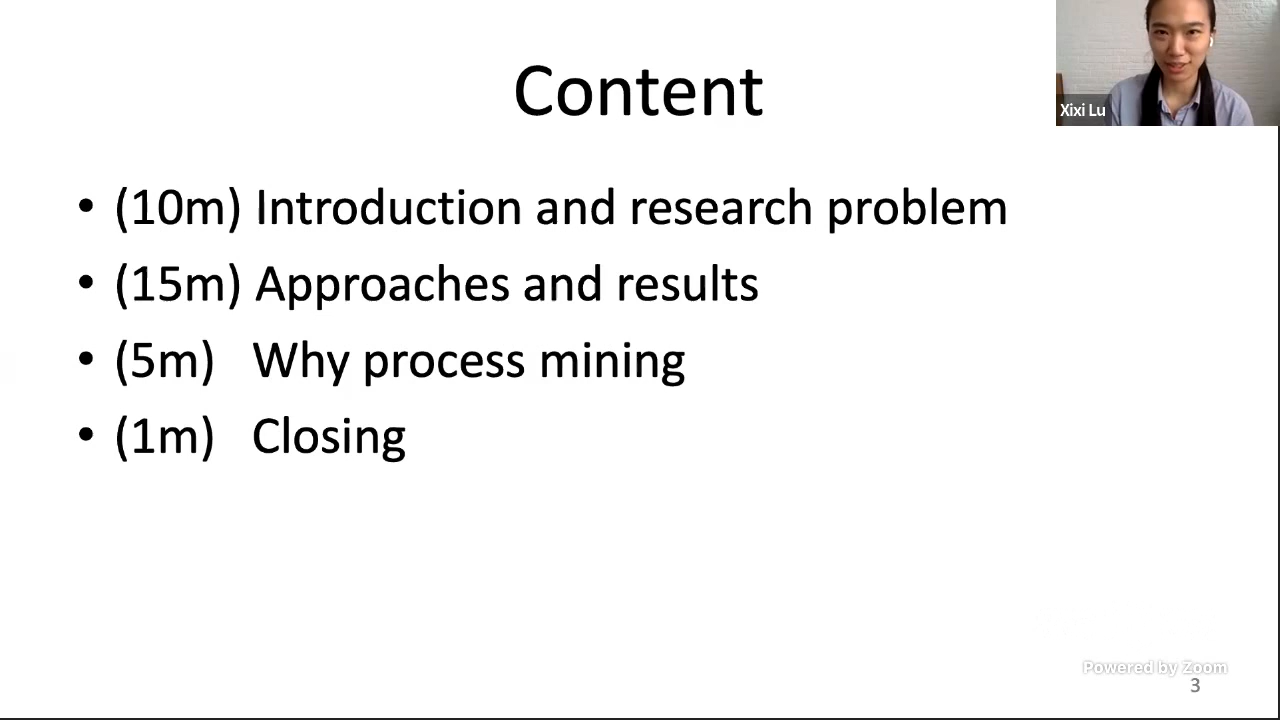 Content
Xixi Lu
• (10m) Introduction and research problem
• (15m) Approaches and results
• (5m) Why process mining
• (1m) Closing
Powered by Zoom
3